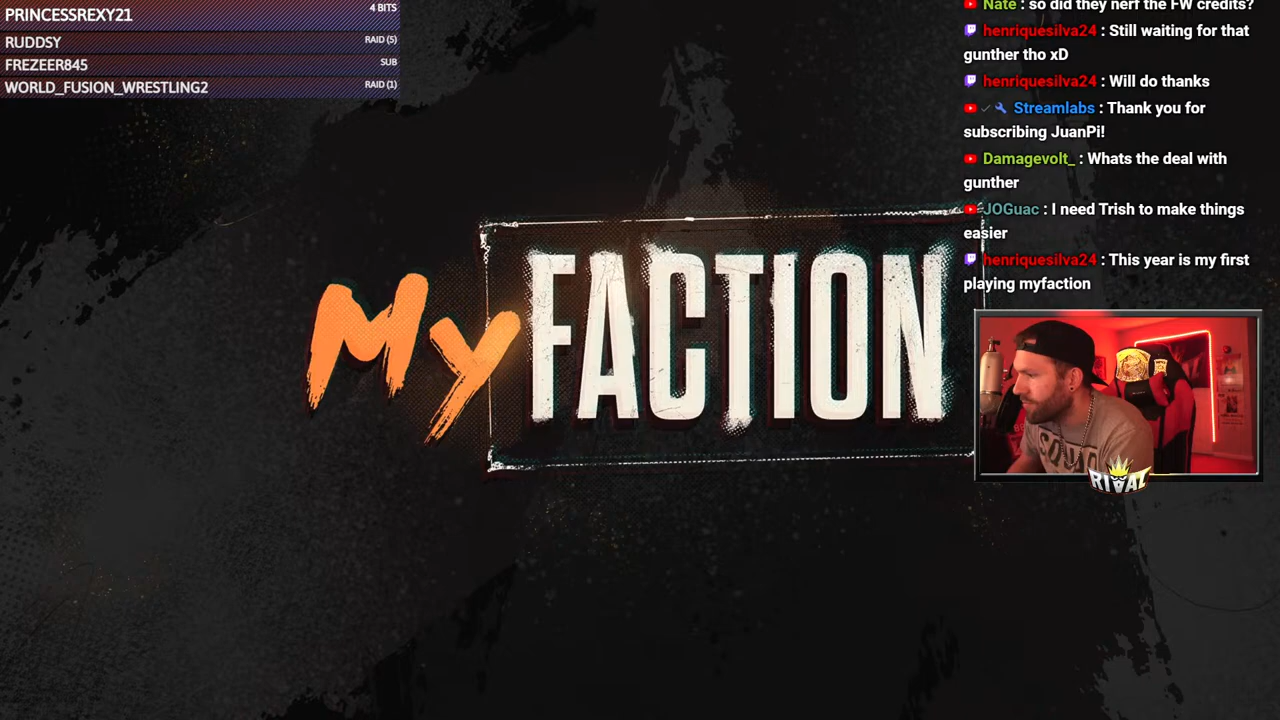 PRINCESSREXY21 4 BITS
RUDDSY RAID (5)
FREZEER845 SUB
WORLD_FUSION_WRESTLING2 RAID (1)
Nate : so did they nerf the FW credits?
henriquesilva24 : Still waiting for that
gunther tho xD
henriquesilva24 : Will do thanks
Streamlabs : Thank you for
subscribing JuanPi!
Damagevolt_ : Whats the deal with
gunther
JOGuac : I need Trish to make things
easier
henriquesilva24 : This year is my first
playing myfaction
My FACTION
RIVAL